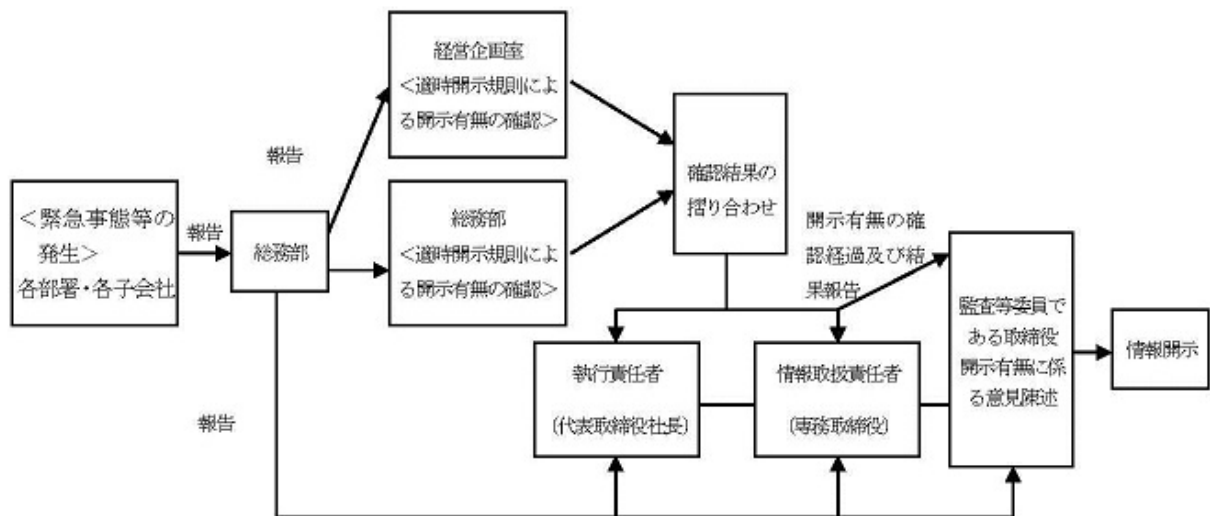 経営企画室
＜適時開示規則によ
る開示有無の確認＞
報告
確認結果の
摺り合わせ
＜緊急事態等の
発生＞
各部署・各子会社
報告
総務部
総務部
＜適時開示規則によ
る開示有無の確認＞
開示有無の確
認経過及び結
果報告
監査等委員で
ある取締役
開示有無に係
る意見陳述
情報開示
執行責任者
（代表取締役社長）
情報取扱責任者
（専務取締役）
報告